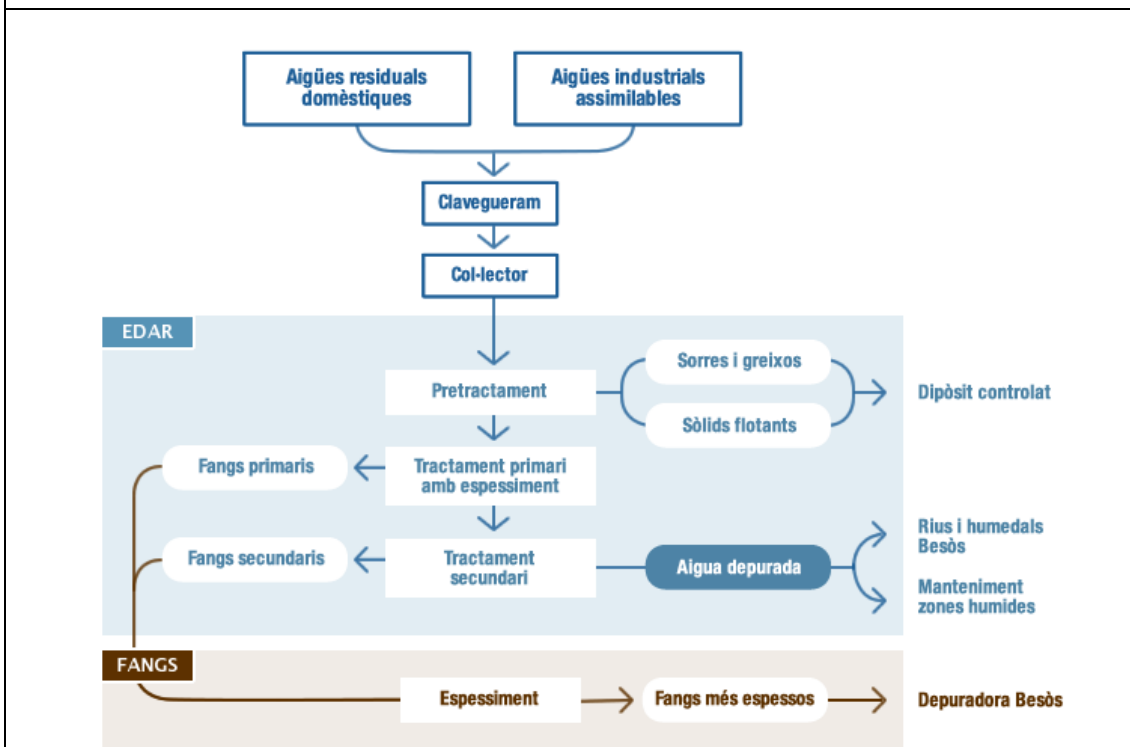 Aigües residuals
domèstiques
Aigües industrials
assimilables
Clavegueram
Col-lector
EDAR
Pretractament
Sorres i greixos
Sòlids flotants
Dipòsit controlat
Fangs primaris
Tractament primari
amb espessiment
Fangs secundaris
Tractament
secundari
Aigua depurada
Rius i humedals
Besòs
Manteniment
zones humides
FANGS
Espessiment
Fangs més espessos
Depuradora Besòs